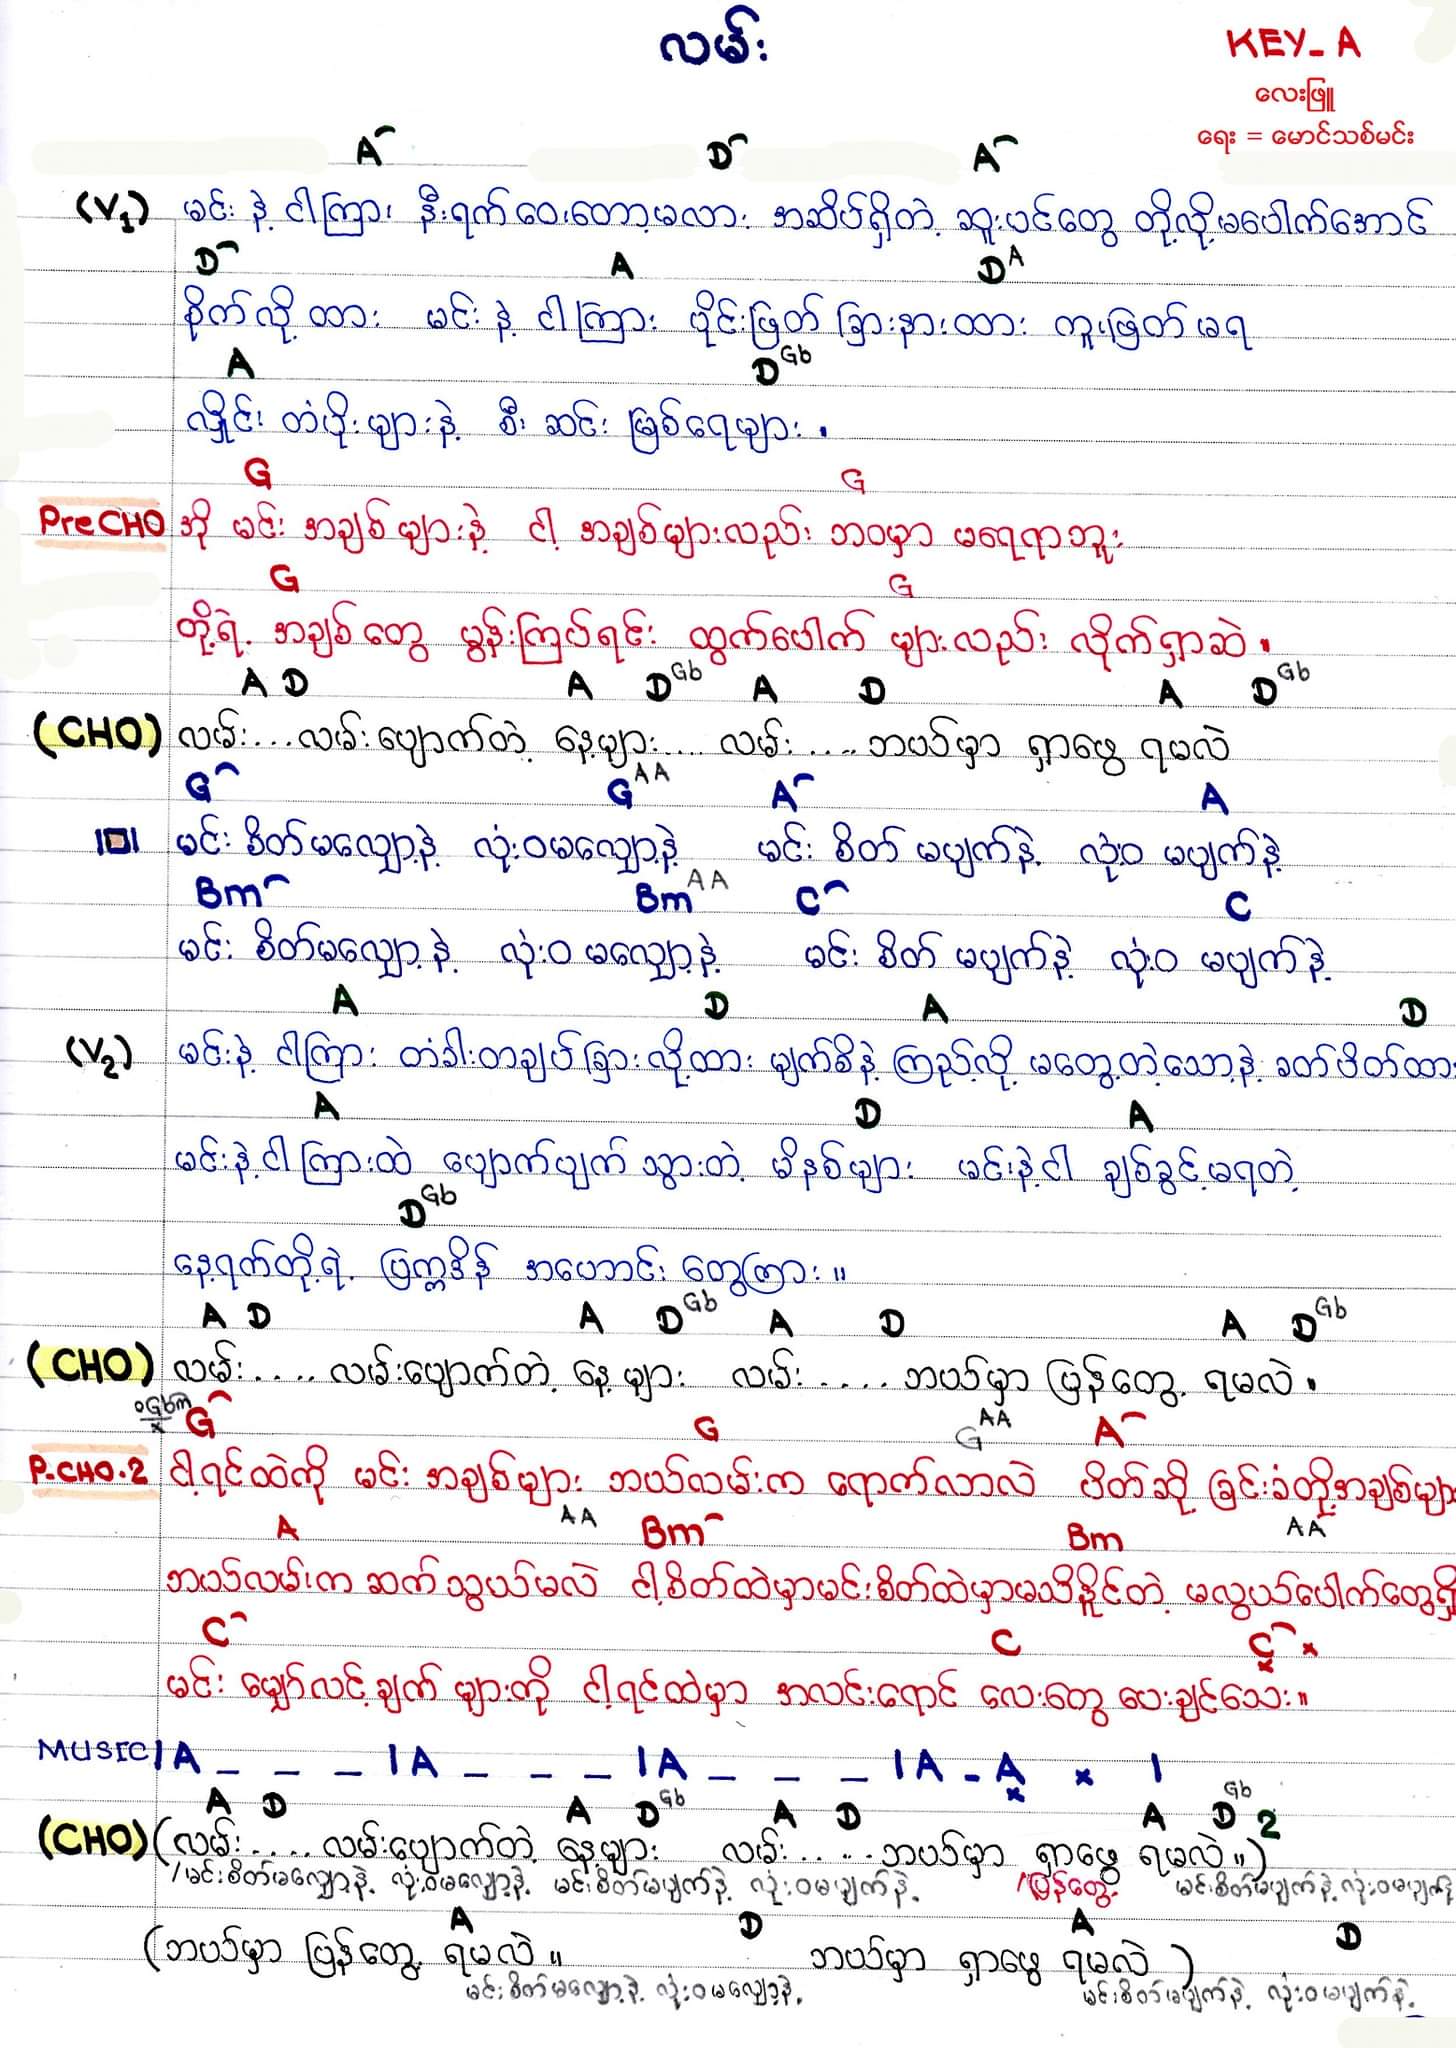 လမ်း
KEY_ A
လေးဖြူ
ရေး = မောင်သစ်မင်း
A⌒ D⌒ A⌒
(V1) မင်း နဲ့ ငါကြား နီးရက်ဝေးတော့မလား အဆိပ်ရှိတဲ့ ဆူးပင်တွေ တို့လို့မပေါက်အောင်
D⌒ A D A
စိုက်လို့ ထား မင်း နဲ့ ငါကြား ပိုင်းဖြတ် ခြားနားထား ကူးဖြတ် မရ
A D Gb
လှိုင်း တံပိုးများနဲ့ စီး ဆင်း မြစ်ရေများ .
G G
PreCHO အို မင်း အချစ်များနဲ့ ငါ့ အချစ်များလည်း ဘဝမှာ မရေရာဘူး
G G
တို့ရဲ့ အချစ်တွေ မွန်းကြပ်ရင်း ထွက်ပေါက် များလည်း လိုက်ရှာဆဲ .
A D A D Gb A D A D Gb
(CHO) လမ်း...လမ်းပျောက်တဲ့ နေ့များ.... လမ်း.... ဘယ်မှာ ရှာဖွေ ရမလဲ
G⌒ G AA A⌒ A
မင်း စိတ်မလျှော့နဲ့ လုံးဝမလျှော့နဲ့ မင်း စိတ် မပျက်နဲ့ လုံးဝ မပျက်နဲ့
Bm⌒ Bm AA C⌒ C
မင်း စိတ်မလျှော့နဲ့ လုံးဝ မလျှော့နဲ့ မင်း စိတ် မပျက်နဲ့ လုံးဝ မပျက်နဲ့
A D A D
(V2) မင်းနဲ့ ငါကြား တံခါးတချပ်ခြားလို့ထား မျက်စိနဲ့ ကြည့်လို့ မတွေ့တဲ့သော့နဲ့ ခတ်ပိတ်ထား
A D A
မင်းနဲ့ငါ ကြားထဲ ပျောက်ပျက် သွားတဲ့ မိနစ်များ မင်းနဲ့ငါ ချစ်ခွင့်မရတဲ့
D Gb
နေ့ရက်တို့ရဲ့ ပြက္ခဒိန် အဟောင်း တွေကြား ။
A D A D Gb A D A D Gb
(CHO) လမ်း.... လမ်းပျောက်တဲ့ နေ့ များ လမ်း.... ဘယ်မှာ ပြန်တွေ့ ရမလဲ .
Gbm x G⌒ G G AA A⌒
P.CHO.2 ငါ့ရင်ထဲကို မင်း အချစ်များ ဘယ်လမ်းက ရောက်လာလဲ ပိတ်ဆို့ ခြင်းခံတို့အချစ်များ
A AA Bm⌒ Bm AA
ဘယ်လမ်းက ဆက်သွယ်မလဲ ငါ့စိတ်ထဲမှာမင်းစိတ်ထဲမှာမသိနိုင်တဲ့ မလွယ်ပေါက်တွေရှိ
C⌒ C C⌒ x x
မင်း မျှော်လင့်ချက် များကို ငါ့ရင်ထဲမှာ အလင်းရောင် လေးတွေ ပေးချင်သေး။
MUSIC | A _ _ _ | A _ _ _ | A _ _ _ | A - A x x |
A D A D Gb A D A D Gb 2
(CHO) (လမ်း.... လမ်းပျောက်တဲ့ နေ့များ လမ်း.... ဘယ်မှာ ရှာဖွေ ရမလဲ။)
/မင်းစိတ်မလျှော့နဲ့ လုံးဝမလျှော့နဲ့ မင်းစိတ်မပျက်နဲ့ လုံးဝမပျက်နဲ့ /ပြန်တွေ့ မင်းစိတ်မပျက်နဲ့ လုံးဝမပျက်နဲ့
A D A D
(ဘယ်မှာ ပြန်တွေ့ ရမလဲ ။ ဘယ်မှာ ရှာဖွေ ရမလဲ )
မင်းစိတ်မလျှော့နဲ့ လုံးဝမလျှော့နဲ့ မင်းစိတ်မပျက်နဲ့ လုံးဝမပျက်နဲ့